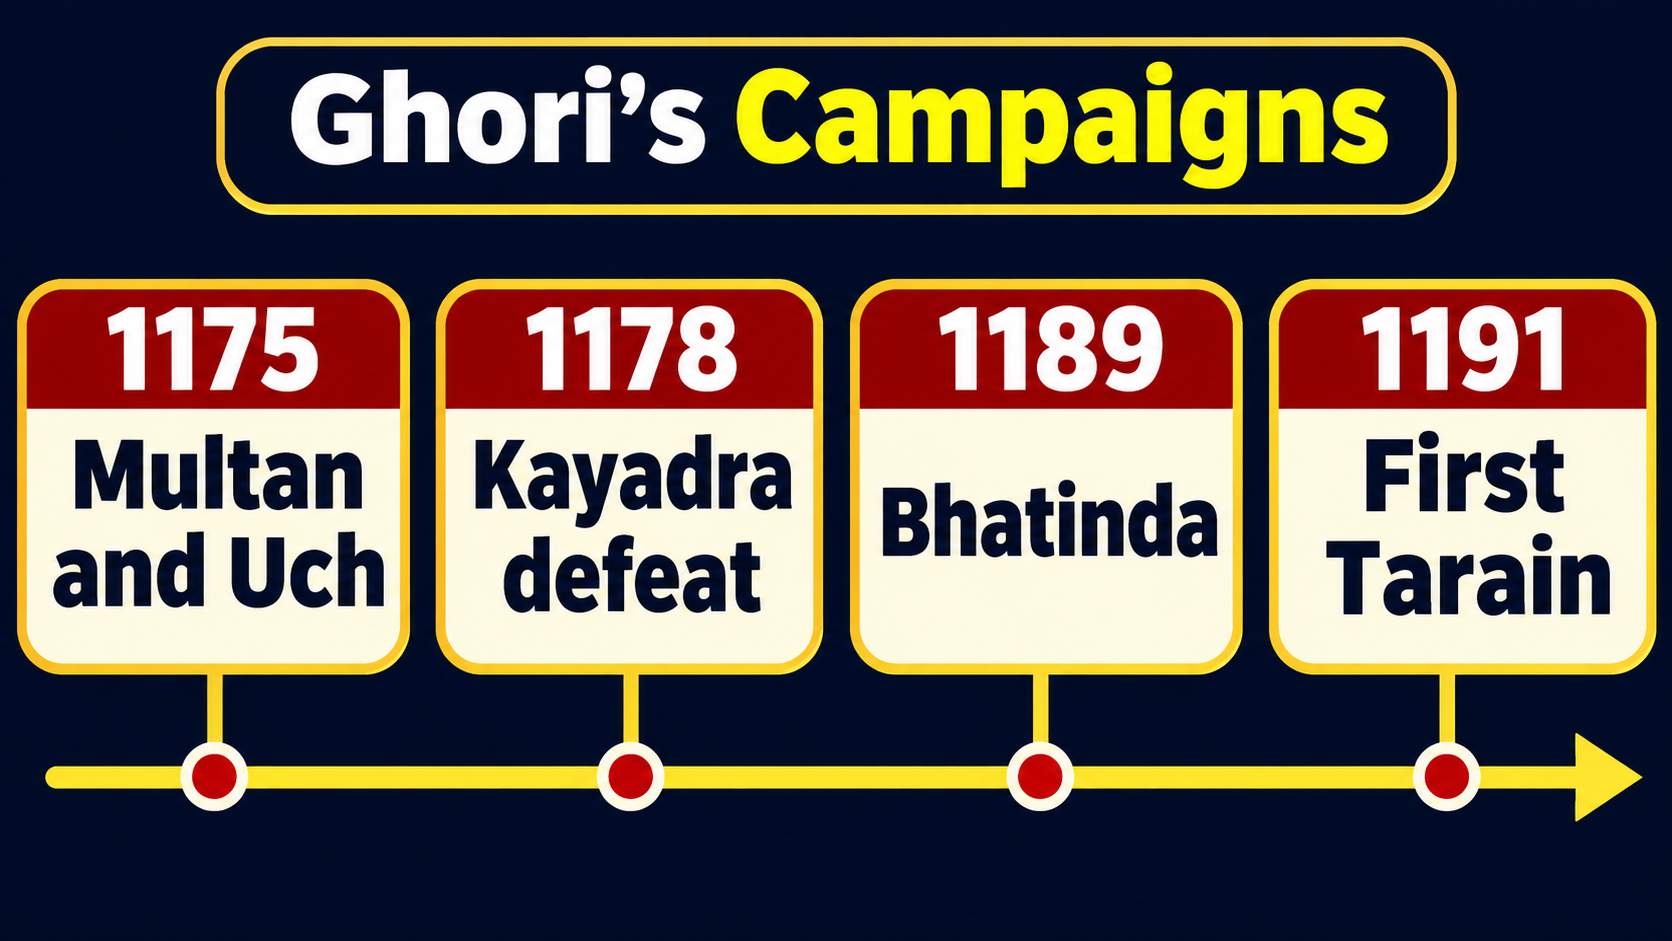 Ghori’s Campaigns
1175
Multan
and Uch
1178
Kayadra
defeat
1189
Bhatinda
1191
First
Tarain